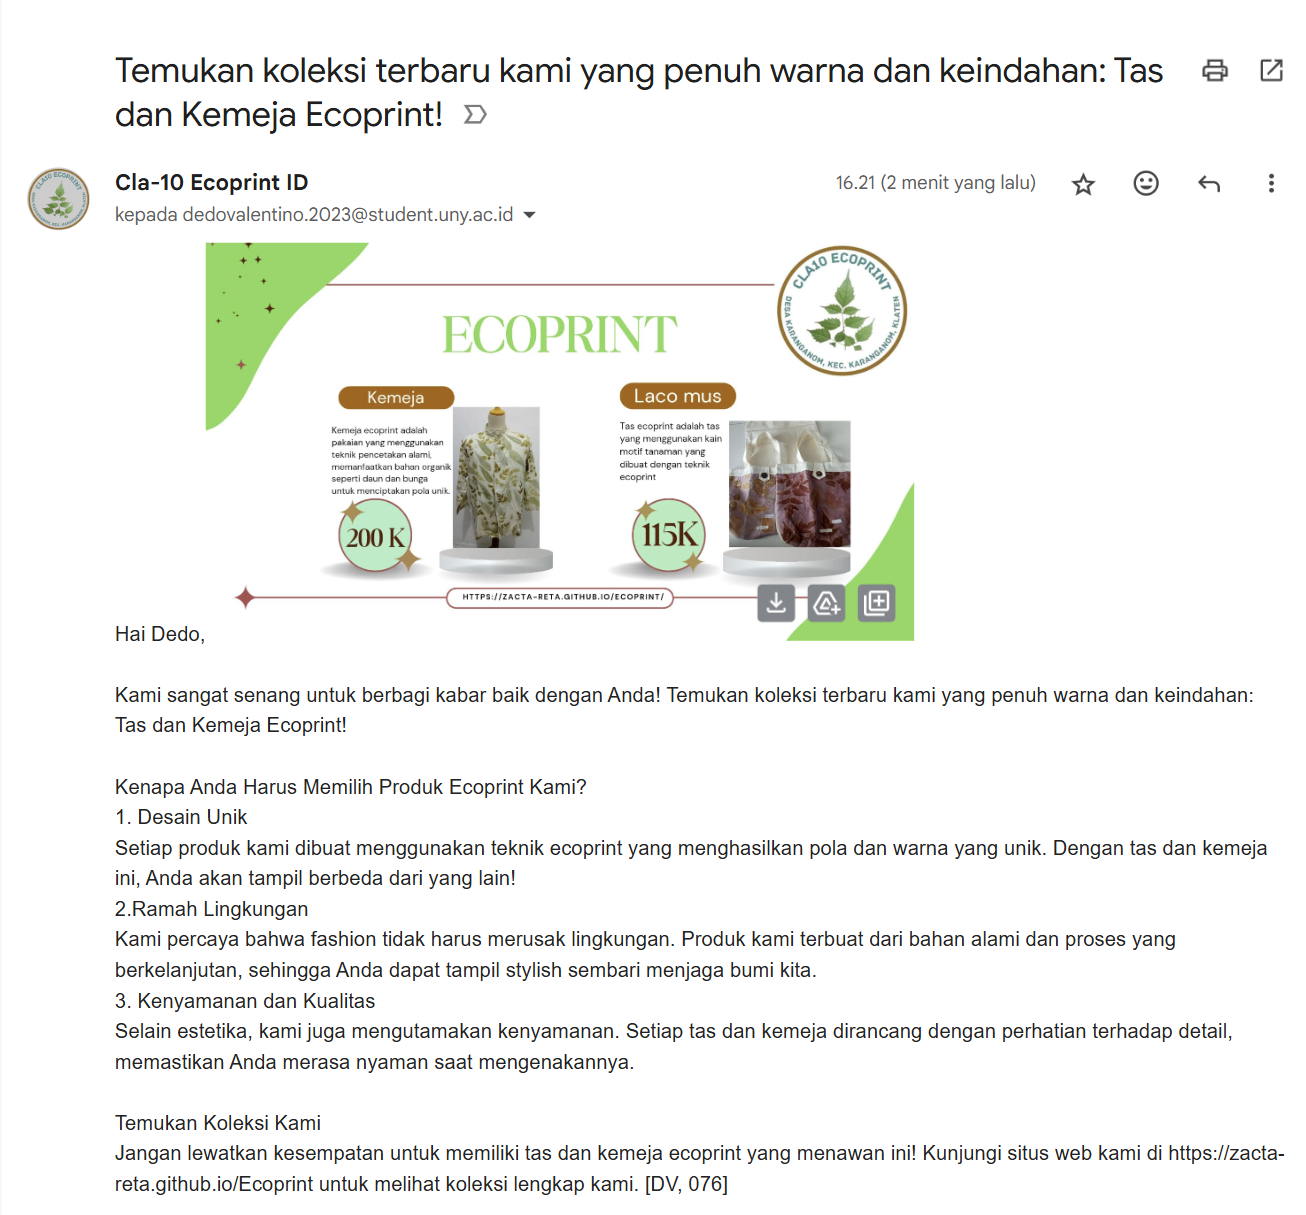 Temukan koleksi terbaru kami yang penuh warna dan keindahan: Tas
dan Kemeja Ecoprint!
Cla-10 Ecoprint ID
16.21 (2 menit yang lalu)
kepada dedovalentino.2023@student.uny.ac.id
CLA10 ECOPRINT
DESA KARANGANOM, KEC. KARANGANOM, KLATEN
ECOPRINT
Kemeja
Kemeja ecoprint adalah
pakaian yang menggunakan
teknik pencetakan alami,
memanfaatkan bahan organik
seperti daun dan bunga
untuk menciptakan pola unik.
200 K
Laco mus
Tas ecoprint adalah tas
yang menggunakan kain
motif tanaman yang
dibuat dengan teknik
ecoprint
115K
HTTPS://ZACTA-RETA.GITHUB.IO/ECOPRINT/
Hai Dedo,
Kami sangat senang untuk berbagi kabar baik dengan Anda! Temukan koleksi terbaru kami yang penuh warna dan keindahan:
Tas dan Kemeja Ecoprint!
Kenapa Anda Harus Memilih Produk Ecoprint Kami?
1. Desain Unik
Setiap produk kami dibuat menggunakan teknik ecoprint yang menghasilkan pola dan warna yang unik. Dengan tas dan kemeja
ini, Anda akan tampil berbeda dari yang lain!
2.Ramah Lingkungan
Kami percaya bahwa fashion tidak harus merusak lingkungan. Produk kami terbuat dari bahan alami dan proses yang
berkelanjutan, sehingga Anda dapat tampil stylish sembari menjaga bumi kita.
3. Kenyamanan dan Kualitas
Selain estetika, kami juga mengutamakan kenyamanan. Setiap tas dan kemeja dirancang dengan perhatian terhadap detail,
memastikan Anda merasa nyaman saat mengenakannya.
Temukan Koleksi Kami
Jangan lewatkan kesempatan untuk memiliki tas dan kemeja ecoprint yang menawan ini! Kunjungi situs web kami di https://zacta-
reta.github.io/Ecoprint untuk melihat koleksi lengkap kami. [DV, 076]